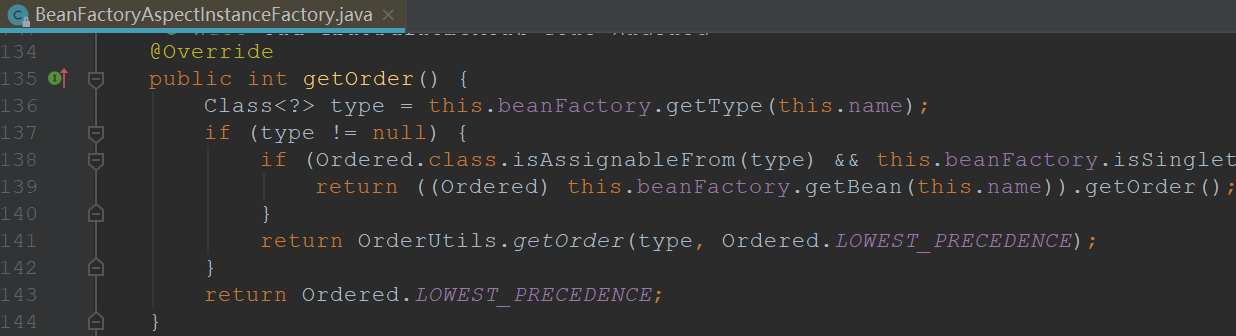 BeanFactoryAspectInstanceFactory.java
134 @Override
135 public int getOrder() {
136 Class<?> type = this.beanFactory.getType(this.name);
137 if (type != null) {
138 if (Ordered.class.isAssignableFrom(type) && this.beanFactory.isSinglet
139 return ((Ordered) this.beanFactory.getBean(this.name)).getOrder();
140 }
141 return OrderUtils.getOrder(type, Ordered.LOWEST_PRECEDENCE);
142 }
143 return Ordered.LOWEST_PRECEDENCE;
144 }